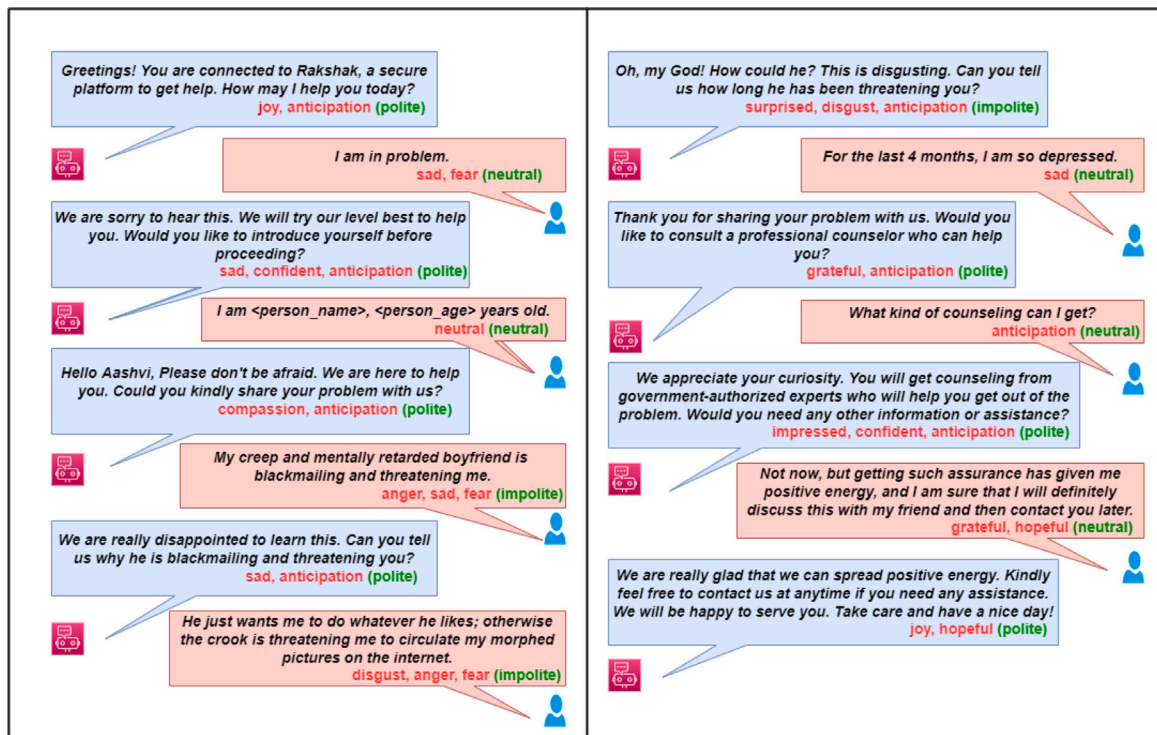 Greetings! You are connected to Rakshak, a secure
platform to get help. How may I help you today?
joy, anticipation (polite)
I am in problem.
sad, fear (neutral)
We are sorry to hear this. We will try our level best to help
you. Would you like to introduce yourself before
proceeding?
sad, confident, anticipation (polite)
I am <person_name>, <person_age> years old.
neutral (neutral)
Hello Aashvi, Please don't be afraid. We are here to help
you. Could you kindly share your problem with us?
compassion, anticipation (polite)
My creep and mentally retarded boyfriend is
blackmailing and threatening me.
anger, sad, fear (impolite)
We are really disappointed to learn this. Can you tell
us why he is blackmailing and threatening you?
sad, anticipation (polite)
He just wants me to do whatever he likes; otherwise
the crook is threatening me to circulate my morphed
pictures on the internet.
disgust, anger, fear (impolite)
Oh, my God! How could he? This is disgusting. Can you tell
us how long he has been threatening you?
surprised, disgust, anticipation (impolite)
For the last 4 months, I am so depressed.
sad (neutral)
Thank you for sharing your problem with us. Would you
like to consult a professional counselor who can help
you?
grateful, anticipation (polite)
What kind of counseling can I get?
anticipation (neutral)
We appreciate your curiosity. You will get counseling from
government-authorized experts who will help you get out of the
problem. Would you need any other information or assistance?
impressed, confident, anticipation (polite)
Not now, but getting such assurance has given me
positive energy, and I am sure that I will definitely
discuss this with my friend and then contact you later.
grateful, hopeful (neutral)
We are really glad that we can spread positive energy. Kindly
feel free to contact us at anytime if you need any assistance.
We will be happy to serve you. Take care and have a nice day!
joy, hopeful (polite)